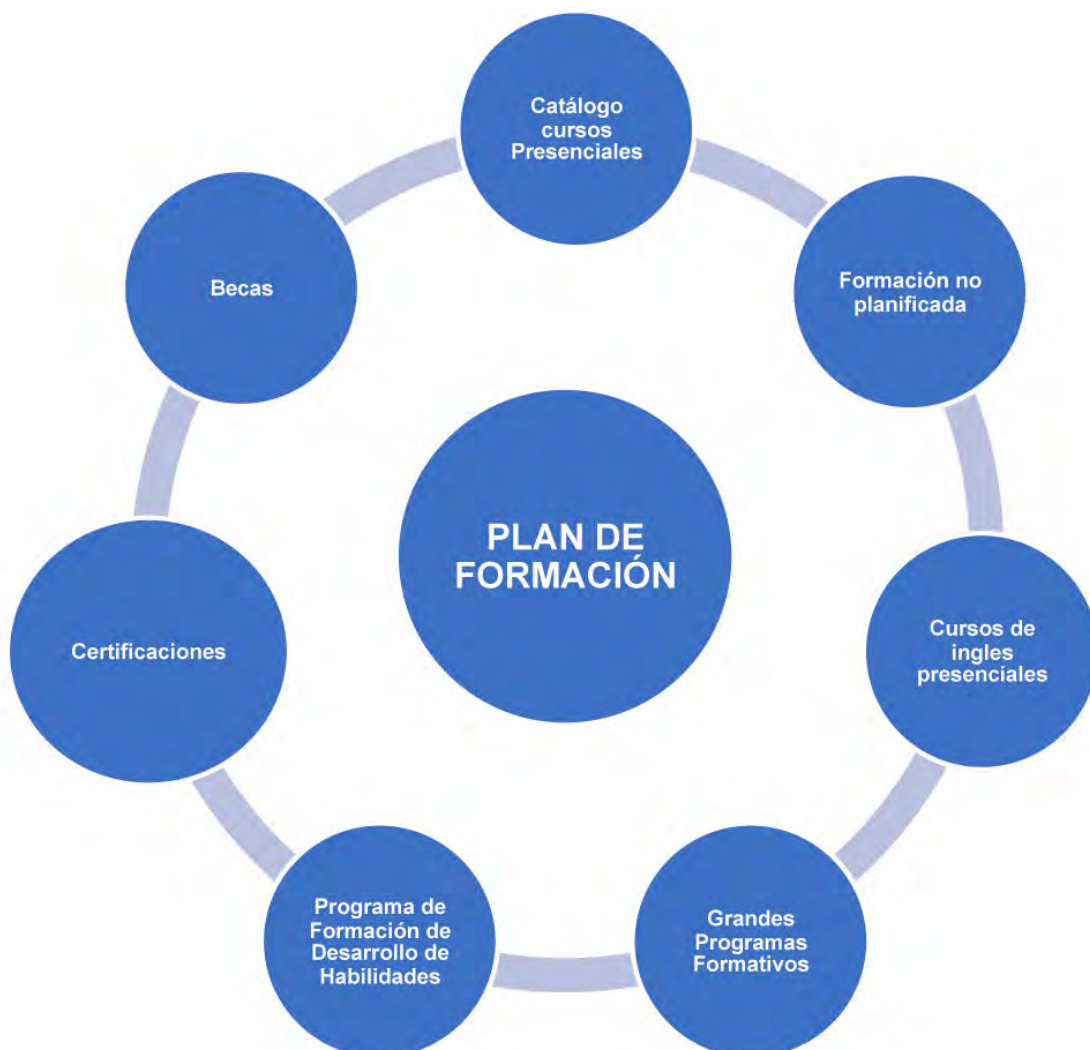 Catálogo
cursos
Presenciales
Formación no
planificada
Cursos de
ingles
presenciales
Grandes
Programas
Formativos
Programa de
Formación de
Desarrollo de
Habilidades
Certificaciones
Becas
PLAN DE
FORMACIÓN